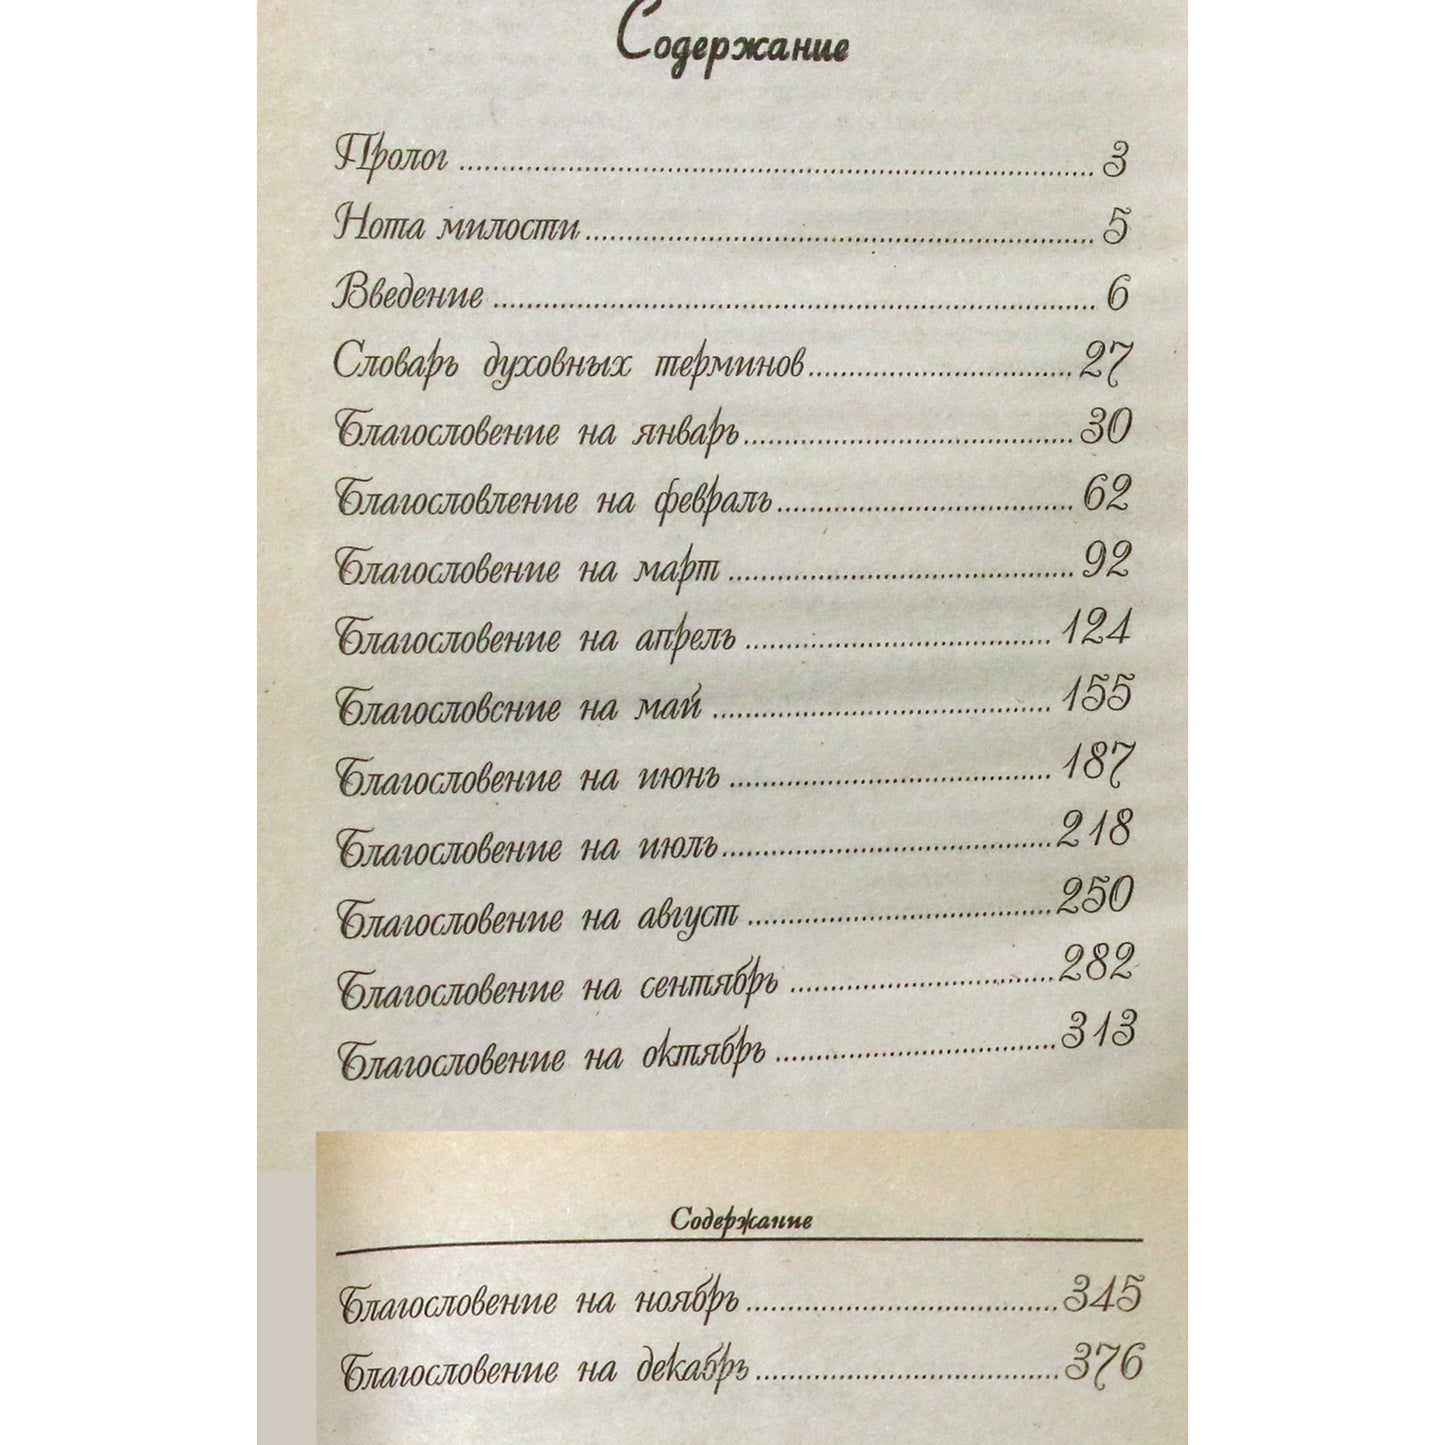 Содержание
Пролог 3
Нота милости 5
Введение 6
Словарь духовных терминов 27
Благословение на январь 30
Благословление на февраль 62
Благословение на март 92
Благословение на апрель 124
Благословсние на май 155
Благословение на июнь 187
Благословение на июль 218
Благословение на август 250
Благословение на сентябрь 282
Благословение на октябрь 313
Содержание
Благословение на ноябрь 345
Благословение на декабрь 376